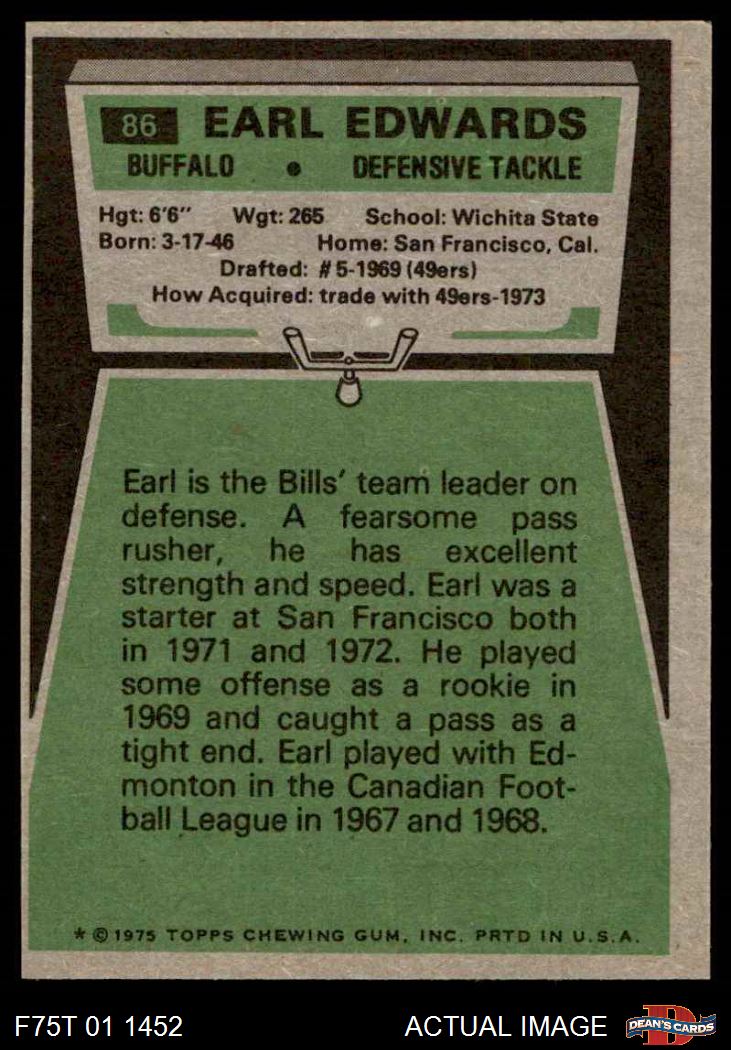 86 EARL EDWARDS
BUFFALO • DEFENSIVE TACKLE
Hgt: 6'6" Wgt: 265 School: Wichita State
Born: 3-17-46 Home: San Francisco, Cal.
Drafted: #5-1969 (49ers)
How Acquired: trade with 49ers-1973
Earl is the Bills' team leader on
defense. A fearsome pass
rusher, he has excellent
strength and speed. Earl was a
starter at San Francisco both
in 1971 and 1972. He played
some offense as a rookie in
1969 and caught a pass as a
tight end. Earl played with Ed-
monton in the Canadian Foot-
ball League in 1967 and 1968.
* © 1975 TOPPS CHEWING GUM, INC. PRTD IN U.S.A.
F75T 01 1452 ACTUAL IMAGE D DEAN'S CARDS